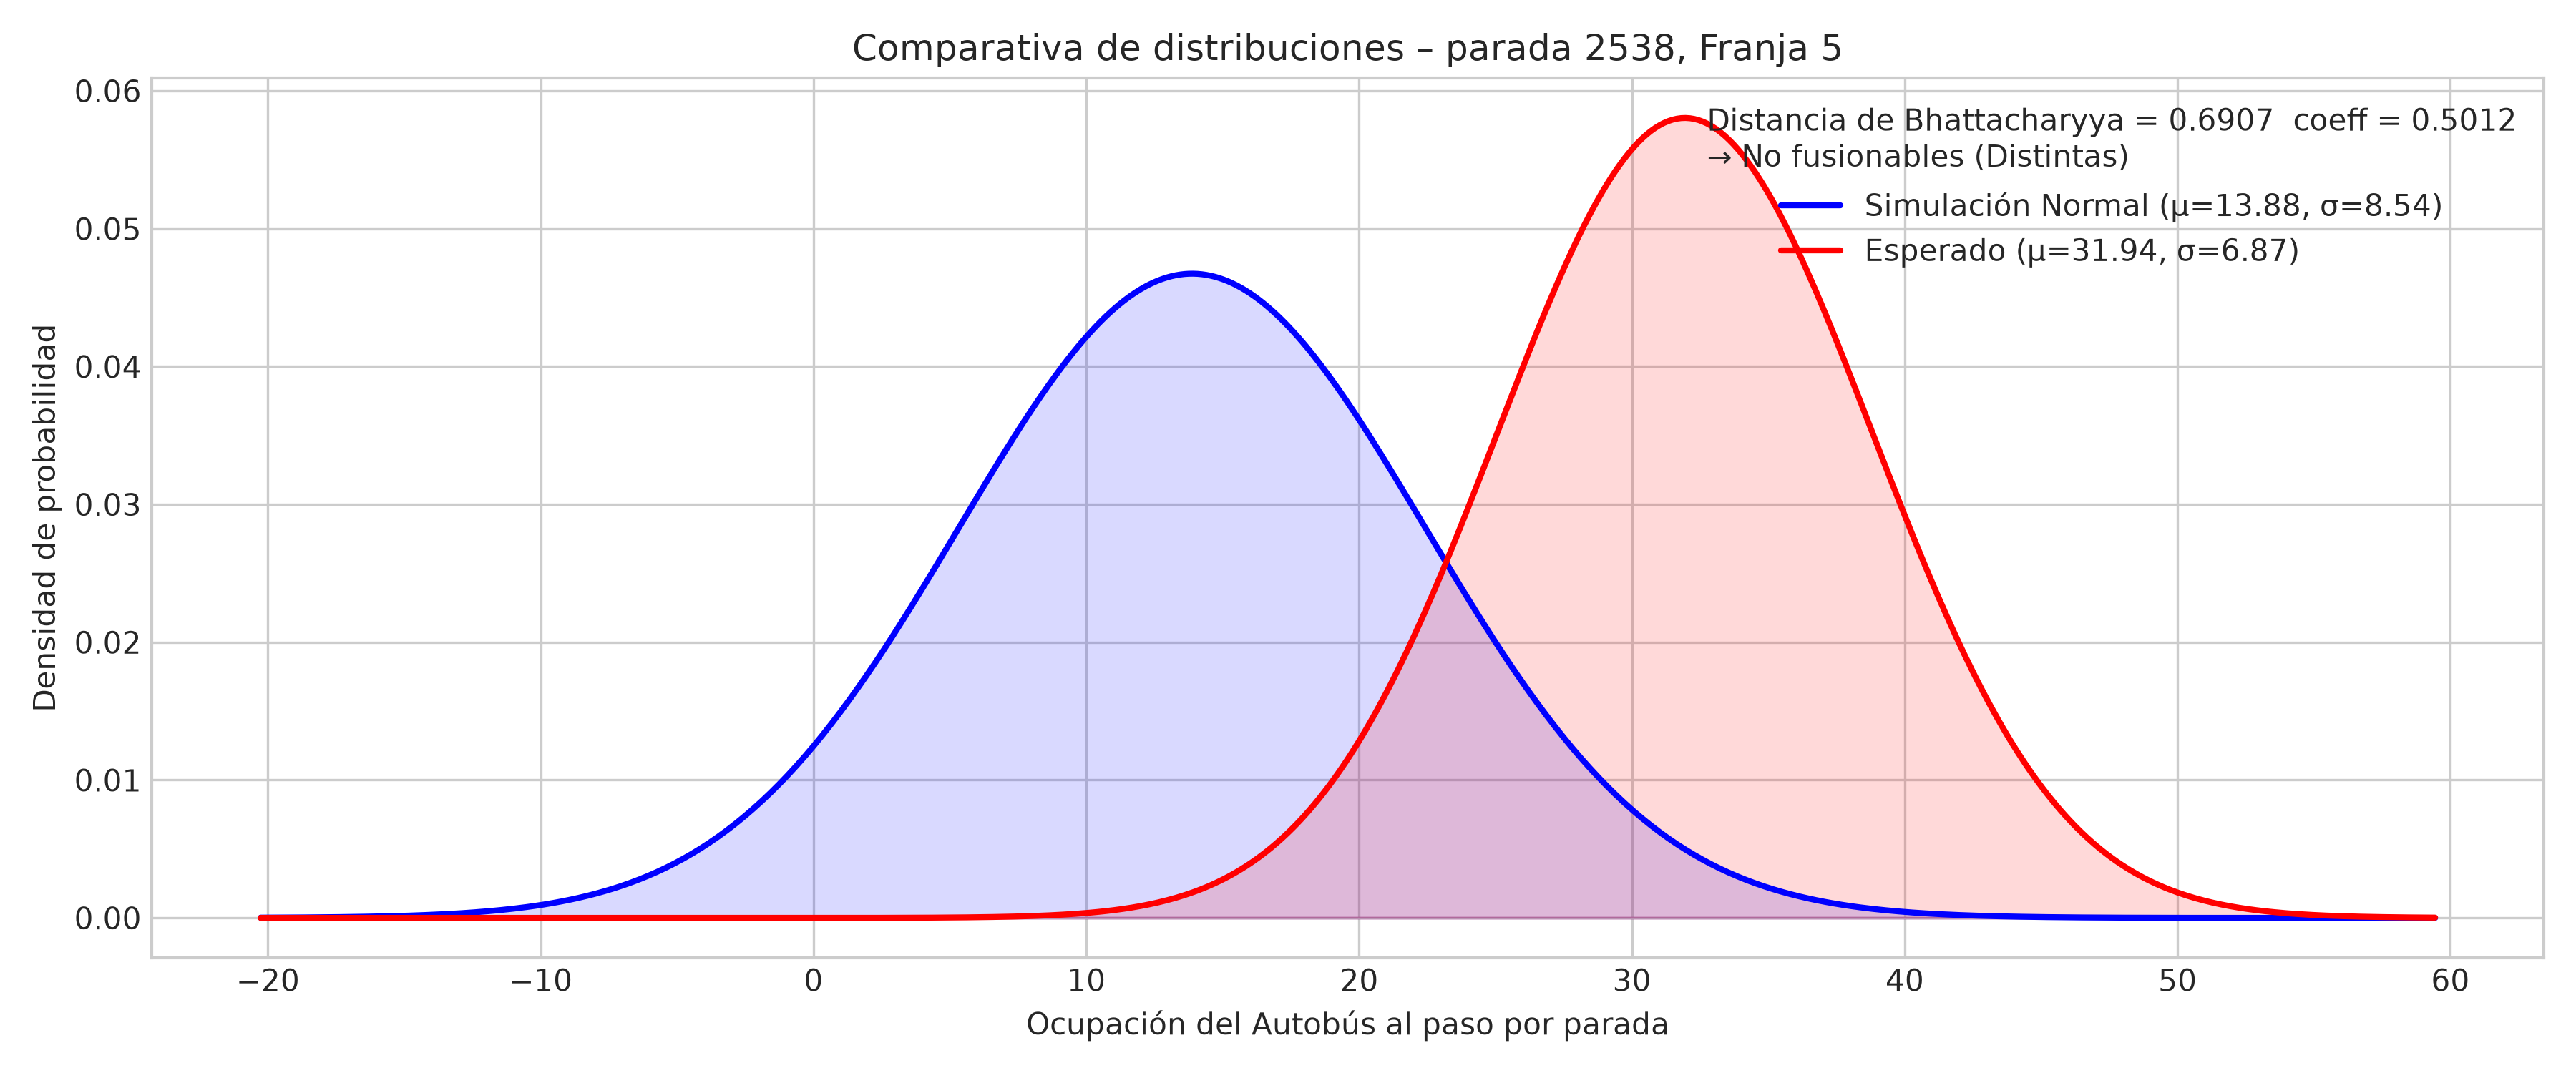 Comparativa de distribuciones – parada 2538, Franja 5
Distancia de Bhattacharyya = 0.6907  coeff = 0.5012
→ No fusionables (Distintas)
Simulación Normal (μ=13.88, σ=8.54)
Esperado (μ=31.94, σ=6.87)
Densidad de probabilidad
0.06
0.05
0.04
0.03
0.02
0.01
0.00
−20 −10 0 10 20 30 40 50 60
Ocupación del Autobús al paso por parada